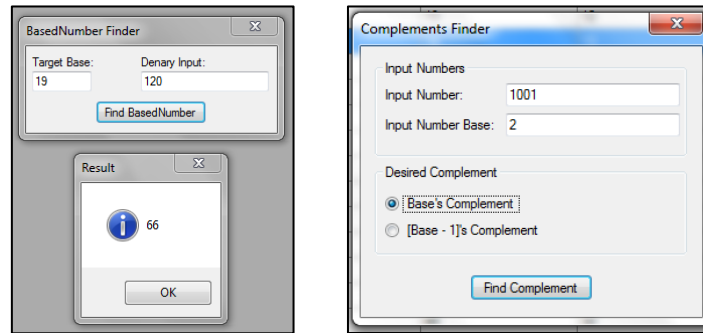 BasedNumber Finder
Target Base: Denary Input:
19 120
Find BasedNumber
Result
66
OK
Complements Finder
Input Numbers
Input Number: 1001
Input Number Base: 2
Desired Complement
Base's Complement
[Base - 1]'s Complement
Find Complement